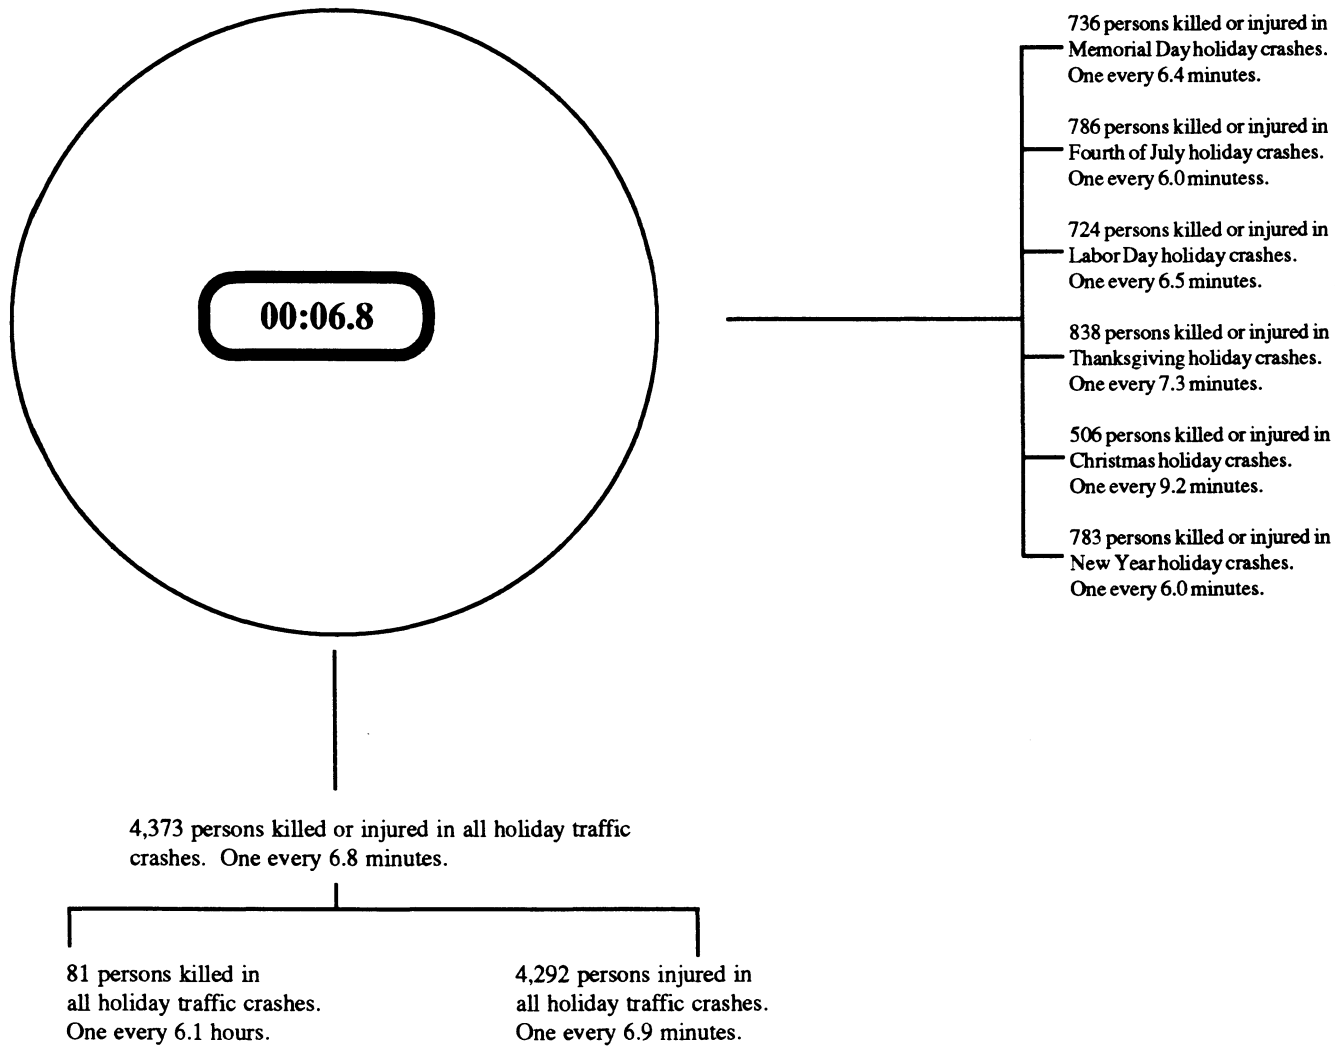 00:06.8
736 persons killed or injured in
Memorial Day holiday crashes.
One every 6.4 minutes.
786 persons killed or injured in
Fourth of July holiday crashes.
One every 6.0 minutess.
724 persons killed or injured in
Labor Day holiday crashes.
One every 6.5 minutes.
838 persons killed or injured in
Thanksgiving holiday crashes.
One every 7.3 minutes.
506 persons killed or injured in
Christmas holiday crashes.
One every 9.2 minutes.
783 persons killed or injured in
New Year holiday crashes.
One every 6.0 minutes.
4,373 persons killed or injured in all holiday traffic
crashes. One every 6.8 minutes.
81 persons killed in
all holiday traffic crashes.
One every 6.1 hours.
4,292 persons injured in
all holiday traffic crashes.
One every 6.9 minutes.